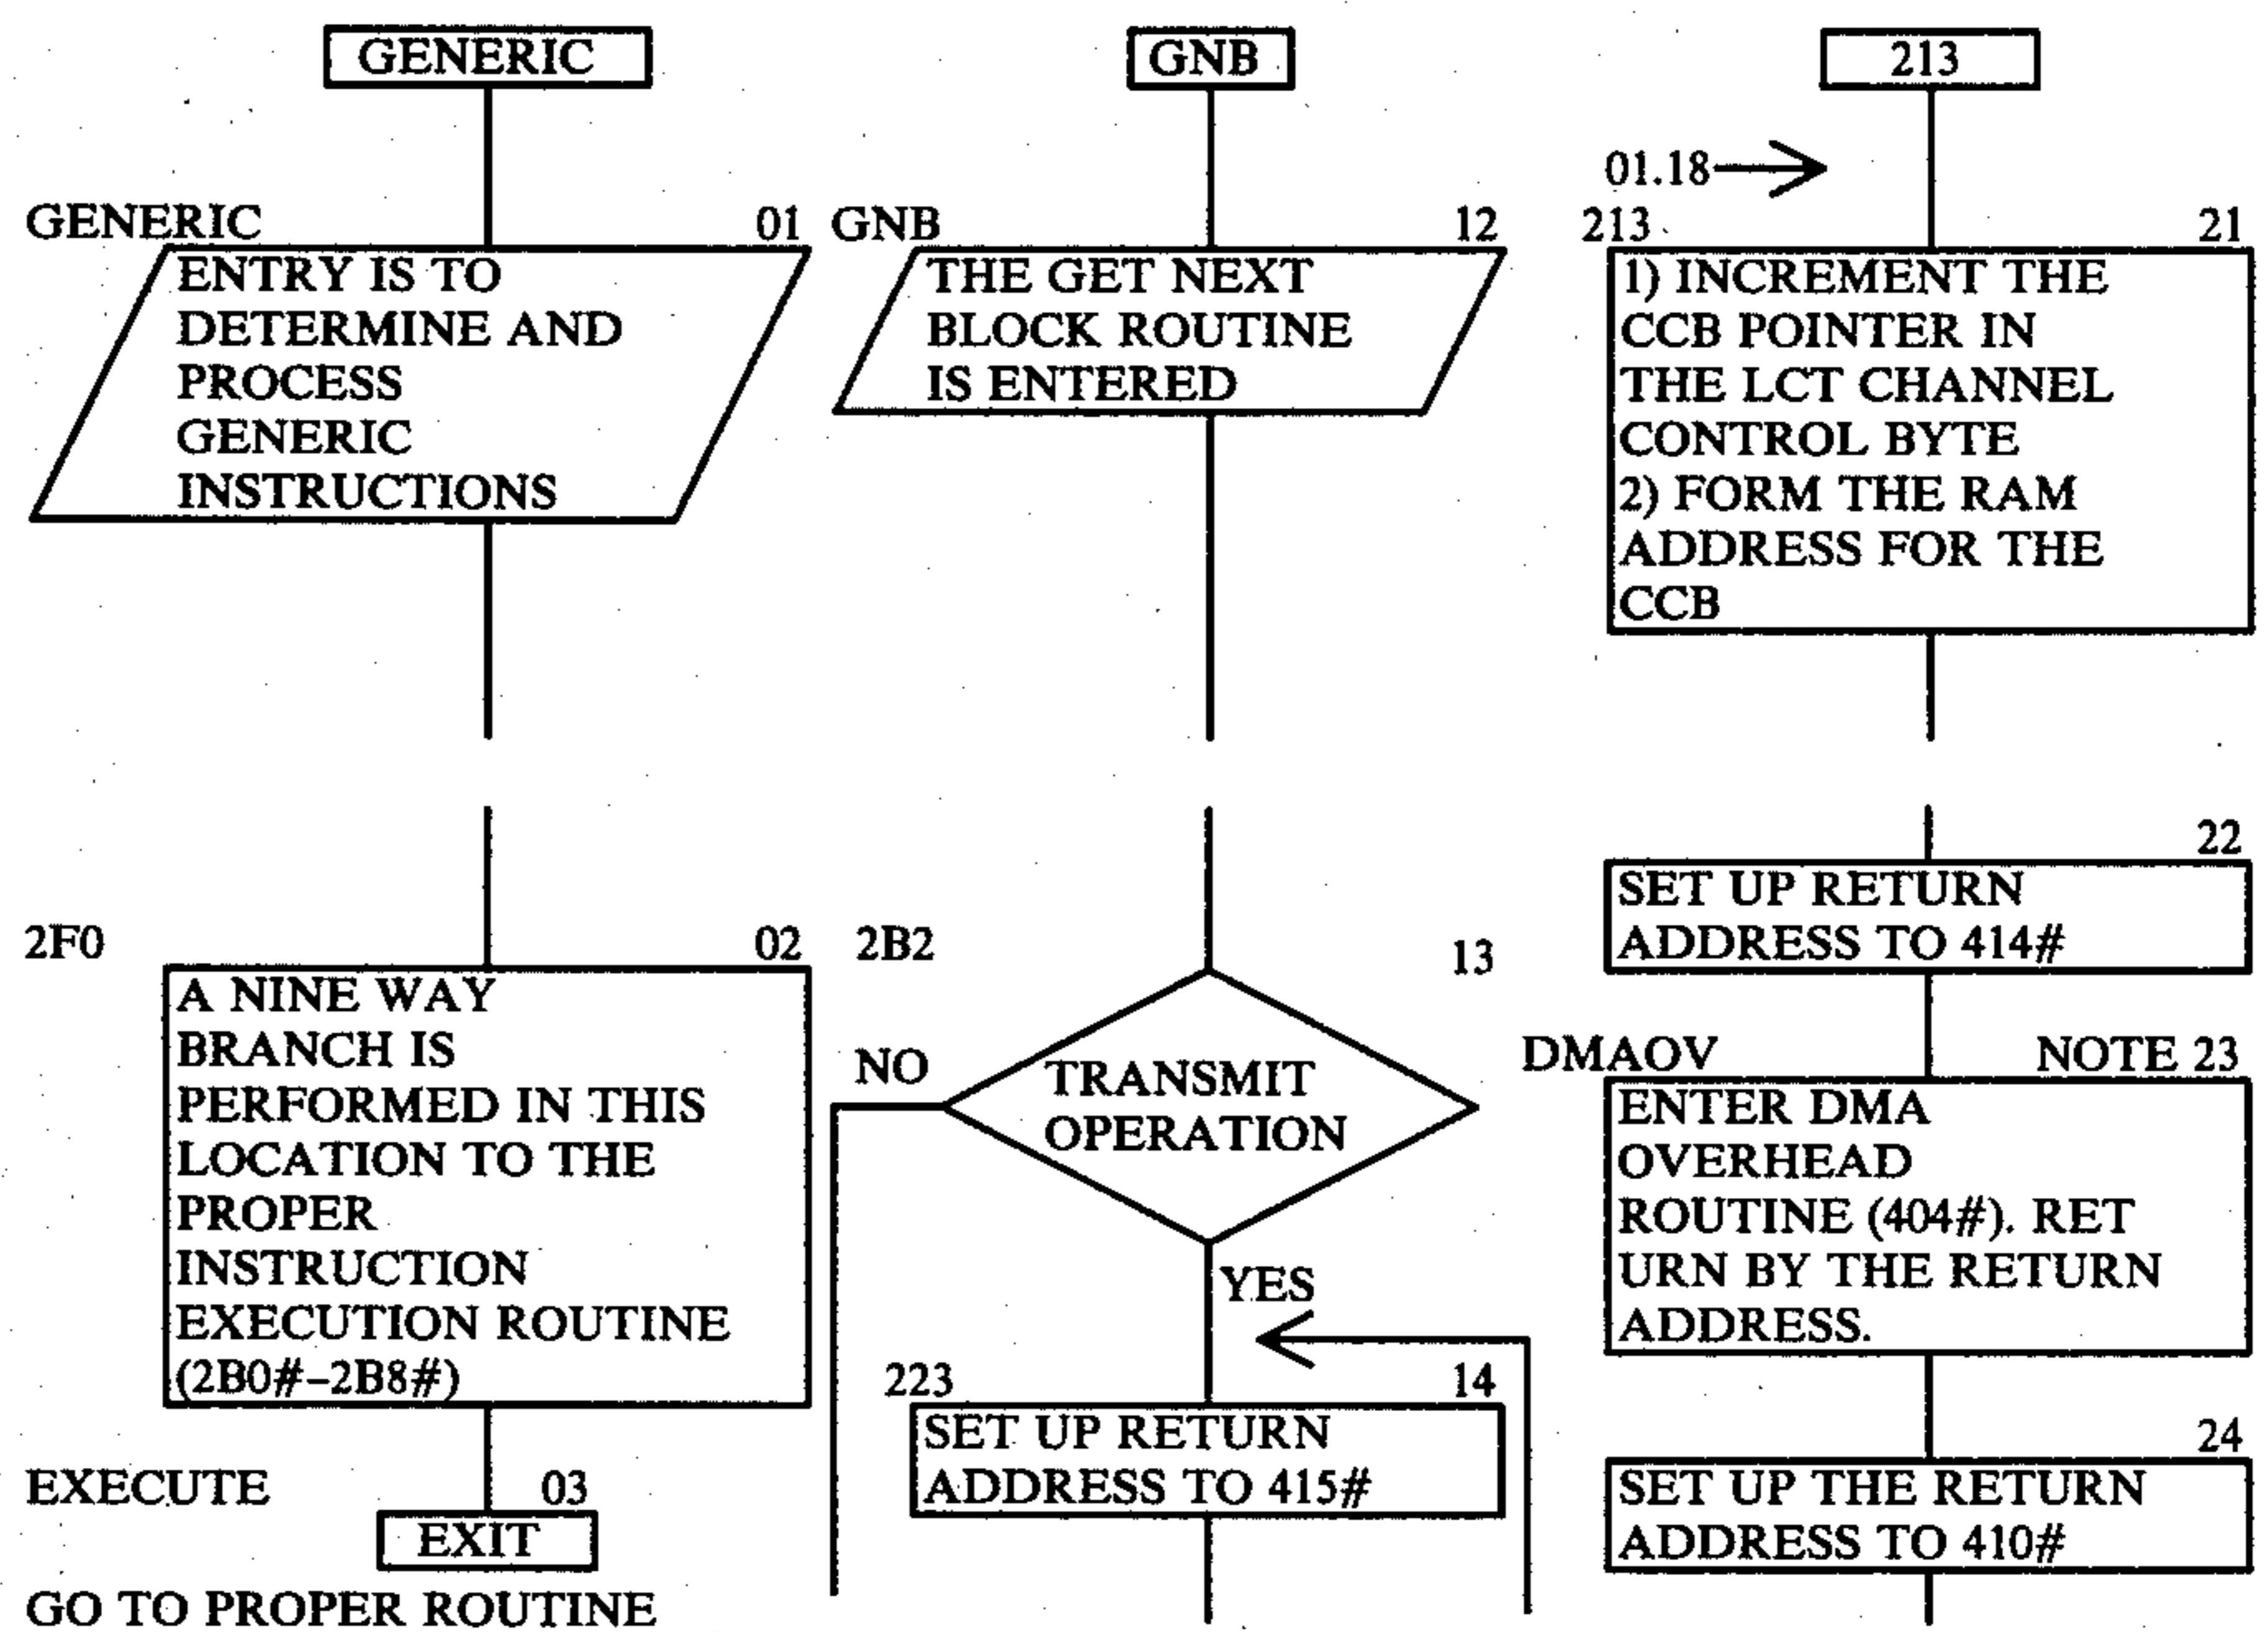 GENERIC
GENERIC 01
ENTRY IS TO
DETERMINE AND
PROCESS
GENERIC
INSTRUCTIONS
2F0 02
A NINE WAY
BRANCH IS
PERFORMED IN THIS
LOCATION TO THE
PROPER
INSTRUCTION
EXECUTION ROUTINE
(2B0#-2B8#)
EXECUTE 03
EXIT
GO TO PROPER ROUTINE
GNB
GNB 12
THE GET NEXT
BLOCK ROUTINE
IS ENTERED
2B2 13
NO
TRANSMIT
OPERATION
YES
223 14
SET UP RETURN
ADDRESS TO 415#
213
01.18
213 21
1) INCREMENT THE
CCB POINTER IN
THE LCT CHANNEL
CONTROL BYTE
2) FORM THE RAM
ADDRESS FOR THE
CCB
22
SET UP RETURN
ADDRESS TO 414#
DMAOV NOTE 23
ENTER DMA
OVERHEAD
ROUTINE (404#). RET
URN BY THE RETURN
ADDRESS.
24
SET UP THE RETURN
ADDRESS TO 410#